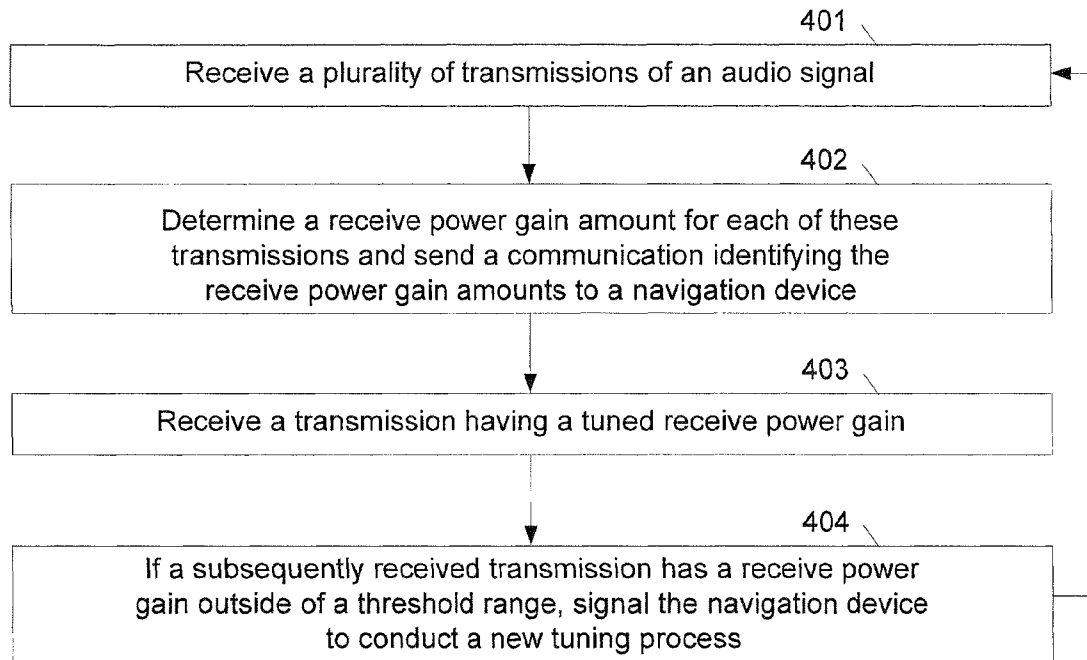 401
Receive a plurality of transmissions of an audio signal
402
Determine a receive power gain amount for each of these
transmissions and send a communication identifying the
receive power gain amounts to a navigation device
403
Receive a transmission having a tuned receive power gain
404
If a subsequently received transmission has a receive power
gain outside of a threshold range, signal the navigation device
to conduct a new tuning process